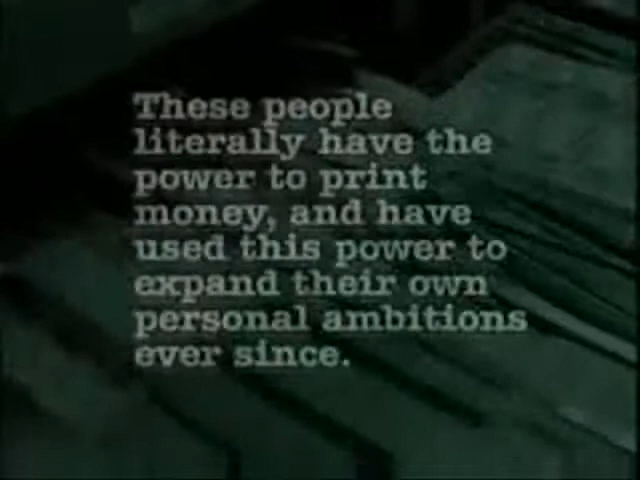 These people
literally have the
power to print
money, and have
used this power to
expand their own
personal ambitions
ever since.